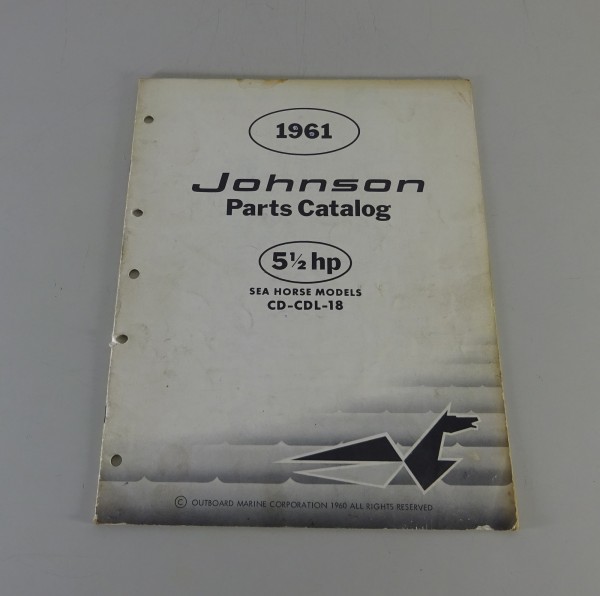 1961
Johnson
Parts Catalog
5½ hp
SEA HORSE MODELS
CD-CDL-18
© OUTBOARD MARINE CORPORATION 1960 ALL RIGHTS RESERVED